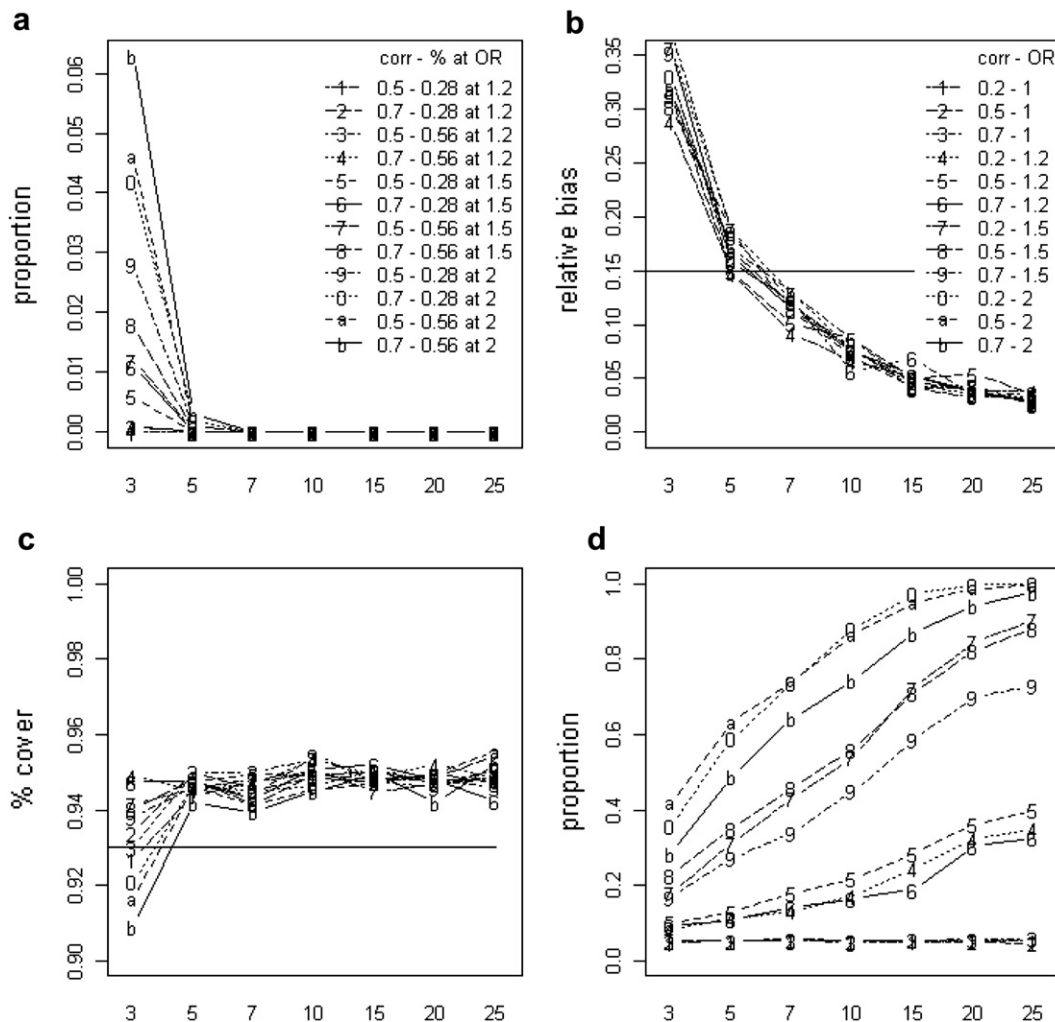 a
proportion
0.06
0.05
0.04
0.03
0.02
0.01
0.00
corr - % at OR
1 0.5 - 0.28 at 1.2
2 0.7 - 0.28 at 1.2
3 0.5 - 0.56 at 1.2
4 0.7 - 0.56 at 1.2
5 0.5 - 0.28 at 1.5
6 0.7 - 0.28 at 1.5
7 0.5 - 0.56 at 1.5
8 0.7 - 0.56 at 1.5
9 0.5 - 0.28 at 2
0 0.7 - 0.28 at 2
a 0.5 - 0.56 at 2
b 0.7 - 0.56 at 2
3 5 7 10 15 20 25
b
relative bias
0.35
0.30
0.25
0.20
0.15
0.10
0.05
0.00
corr - OR
1 0.2 - 1
2 0.5 - 1
3 0.7 - 1
4 0.2 - 1.2
5 0.5 - 1.2
6 0.7 - 1.2
7 0.2 - 1.5
8 0.5 - 1.5
9 0.7 - 1.5
0 0.2 - 2
a 0.5 - 2
b 0.7 - 2
3 5 7 10 15 20 25
c
% cover
1.00
0.98
0.96
0.94
0.92
0.90
3 5 7 10 15 20 25
d
proportion
1.0
0.8
0.6
0.4
0.2
0.0
3 5 7 10 15 20 25